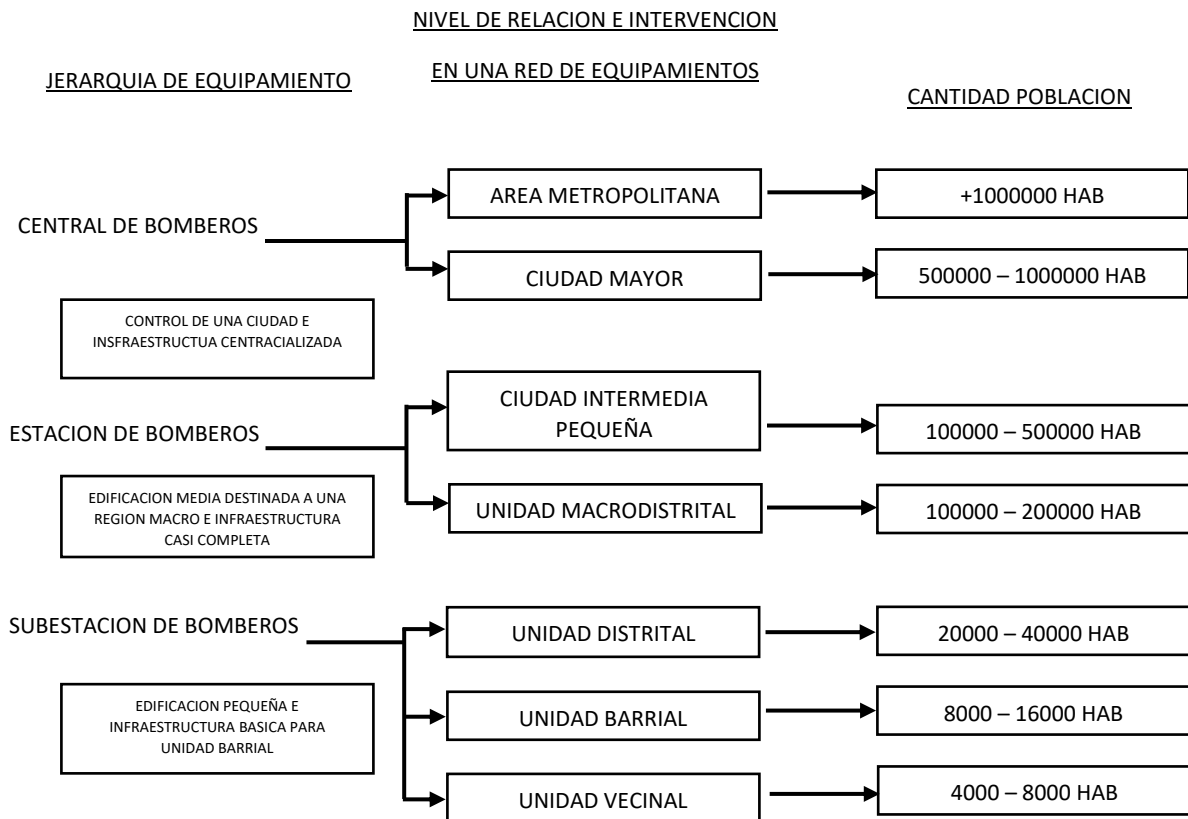 NIVEL DE RELACION E INTERVENCION
EN UNA RED DE EQUIPAMIENTOS
JERARQUIA DE EQUIPAMIENTO
CANTIDAD POBLACION
CENTRAL DE BOMBEROS
AREA METROPOLITANA
+1000000 HAB
CIUDAD MAYOR
500000 – 1000000 HAB
CONTROL DE UNA CIUDAD E
INSFRAESTRUCTUA CENTRACIALIZADA
ESTACION DE BOMBEROS
CIUDAD INTERMEDIA
PEQUEÑA
100000 – 500000 HAB
EDIFICACION MEDIA DESTINADA A UNA
REGION MACRO E INFRAESTRUCTURA
CASI COMPLETA
UNIDAD MACRODISTRITAL
100000 – 200000 HAB
SUBESTACION DE BOMBEROS
UNIDAD DISTRITAL
20000 – 40000 HAB
EDIFICACION PEQUEÑA E
INFRAESTRUCTURA BASICA PARA
UNIDAD BARRIAL
UNIDAD BARRIAL
8000 – 16000 HAB
UNIDAD VECINAL
4000 – 8000 HAB